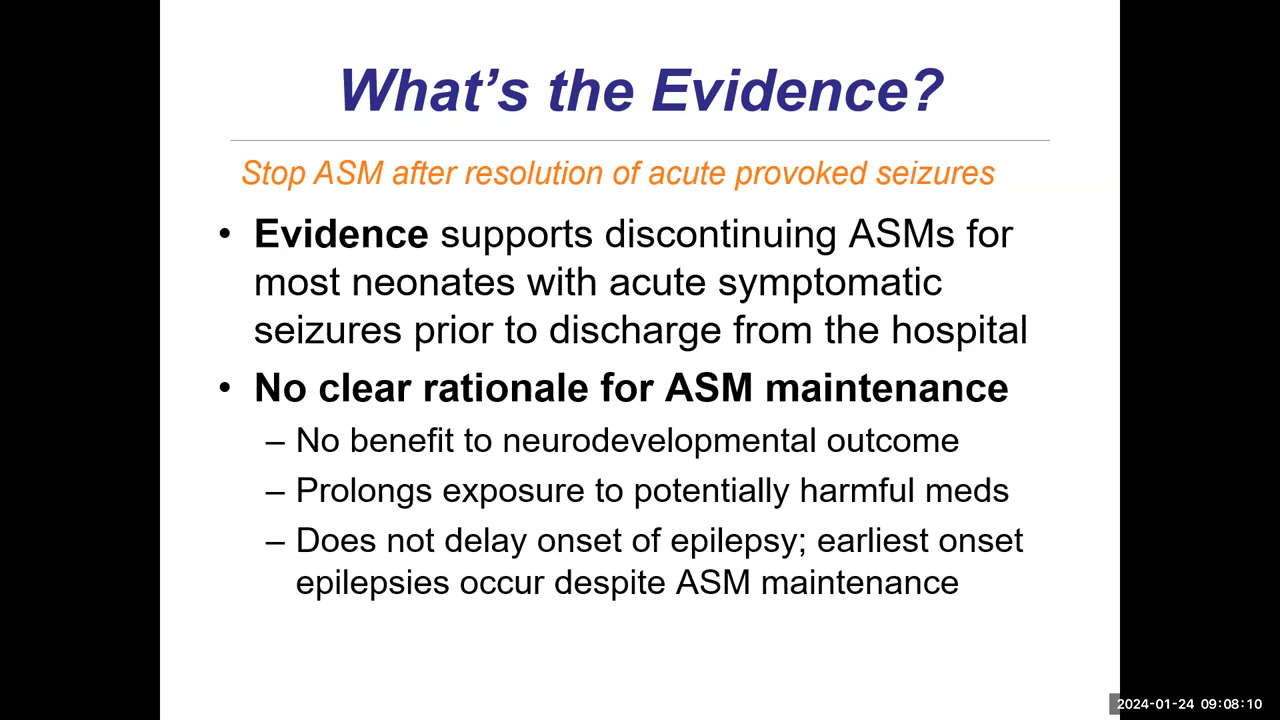 What’s the Evidence?
Stop ASM after resolution of acute provoked seizures
• Evidence supports discontinuing ASMs for
most neonates with acute symptomatic
seizures prior to discharge from the hospital
• No clear rationale for ASM maintenance
– No benefit to neurodevelopmental outcome
– Prolongs exposure to potentially harmful meds
– Does not delay onset of epilepsy; earliest onset
epilepsies occur despite ASM maintenance
2024-01-24 09:08:10